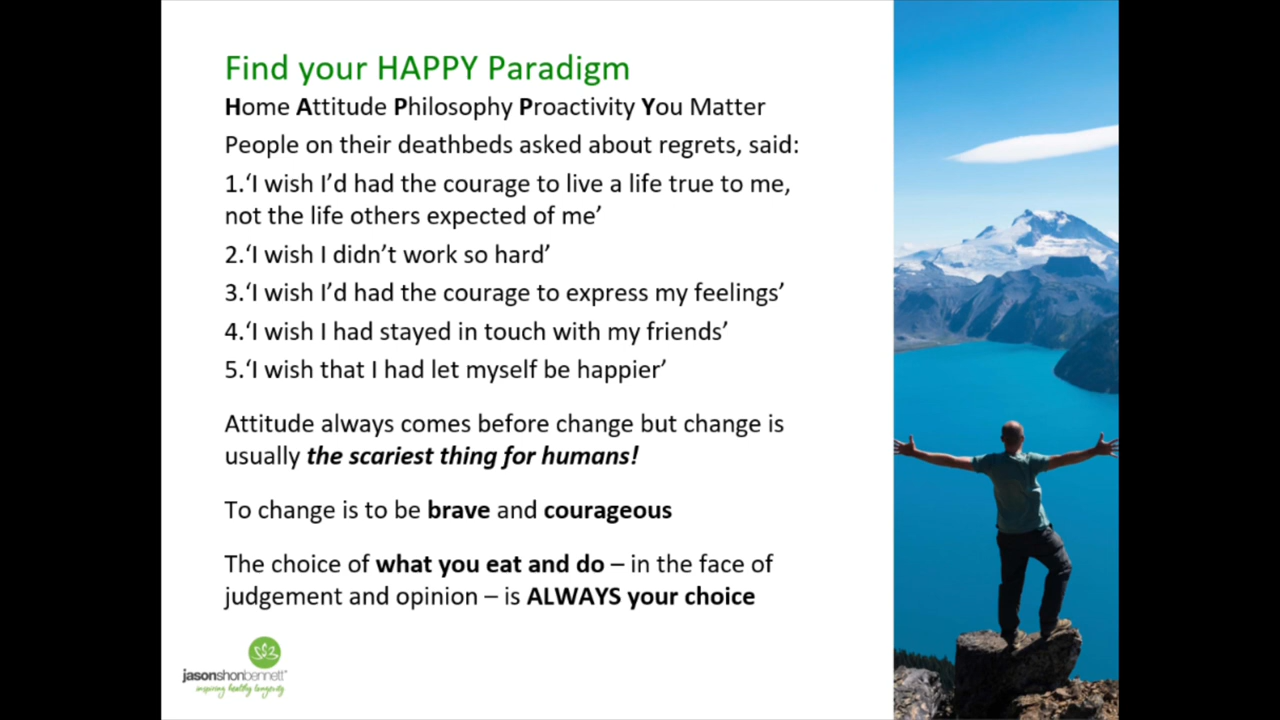 Find your HAPPY Paradigm
Home Attitude Philosophy Proactivity You Matter
People on their deathbeds asked about regrets, said:
1.‘I wish I’d had the courage to live a life true to me,
not the life others expected of me’
2.‘I wish I didn’t work so hard’
3.‘I wish I’d had the courage to express my feelings’
4.‘I wish I had stayed in touch with my friends’
5.‘I wish that I had let myself be happier’
Attitude always comes before change but change is
usually the scariest thing for humans!
To change is to be brave and courageous
The choice of what you eat and do – in the face of
judgement and opinion – is ALWAYS your choice
jasonshonbennett
inspiring healthy longevity